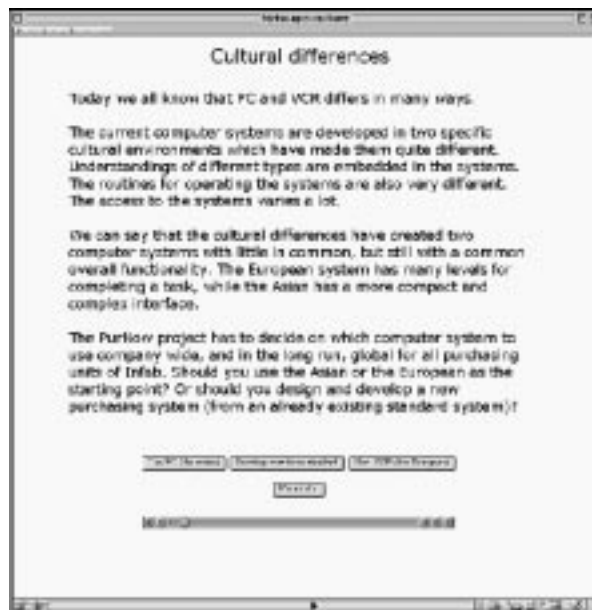 Cultural differences
Today we all know that PC and VCR differs in many ways.
The current computer systems are developed in two specific
cultural environments which have made them quite different.
Understandings of different types are embedded in the systems.
The routines for operating the systems are also very different.
The access to the systems varies a lot.
We can say that the cultural differences have created two
computer systems with little in common, but still with a common
overall functionality. The European system has many levels for
completing a task, while the Asian has a more compact and
complex interface.
The PurNow project has to decide on which computer system to
use company wide, and in the long run, global for all purchasing
units of Infab. Should you use the Asian or the European as the
starting point? Or should you design and develop a new
purchasing system (from an already existing standard system)?